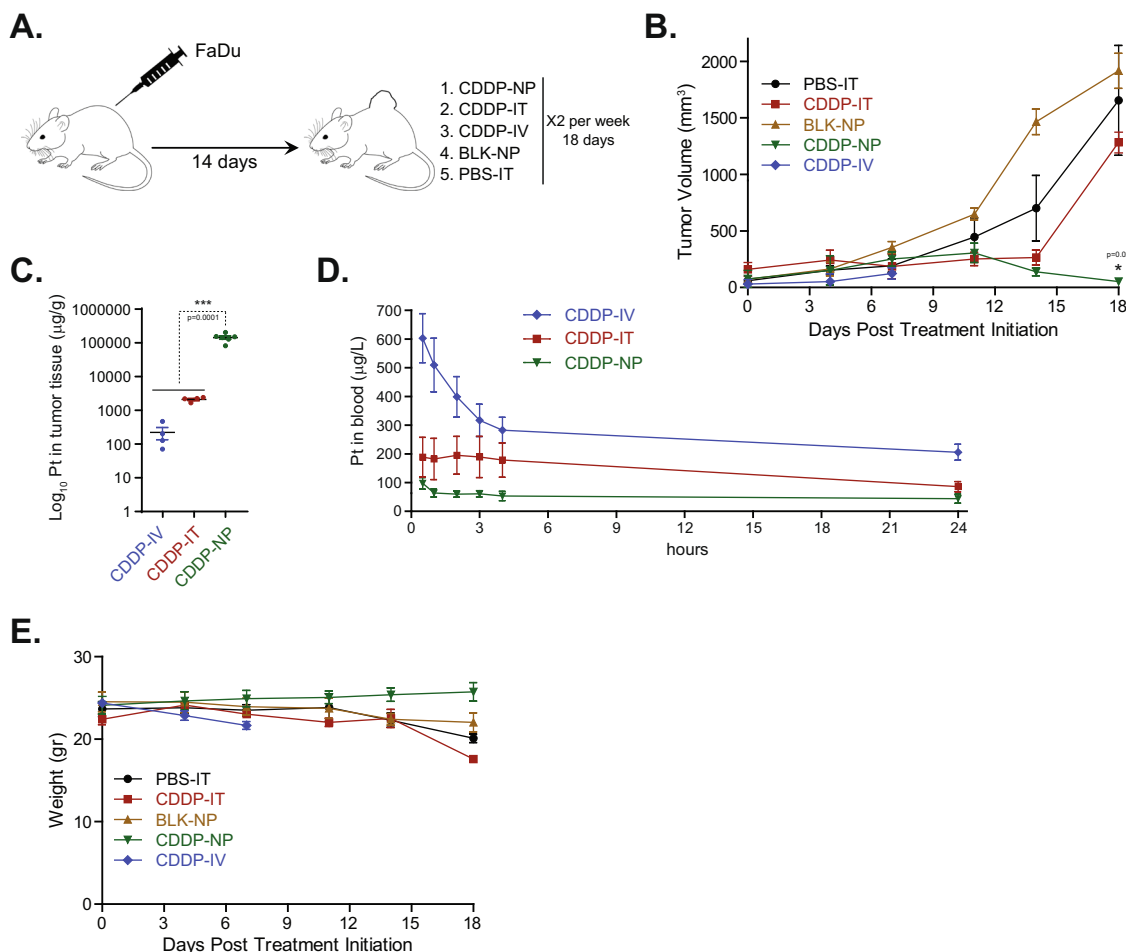 A.
FaDu
14 days
1. CDDP-NP
2. CDDP-IT
3. CDDP-IV
4. BLK-NP
5. PBS-IT
X2 per week
18 days
B.
Tumor Volume (mm³)
2000
1500
1000
500
0
PBS-IT
CDDP-IT
BLK-NP
CDDP-NP
CDDP-IV
p=0.0
*
0 3 6 9 12 15 18
Days Post Treatment Initiation
C.
Log₁₀ Pt in tumor tissue (μg/g)
1000000
100000
10000
1000
100
10
1
***
p=0.0001
CDDP-IV
CDDP-IT
CDDP-NP
D.
Pt in blood (μg/L)
700
600
500
400
300
200
100
0
CDDP-IV
CDDP-IT
CDDP-NP
0 3 6 9 12 15 18 21 24
hours
E.
Weight (gr)
30
20
10
0
PBS-IT
CDDP-IT
BLK-NP
CDDP-NP
CDDP-IV
0 3 6 9 12 15 18
Days Post Treatment Initiation